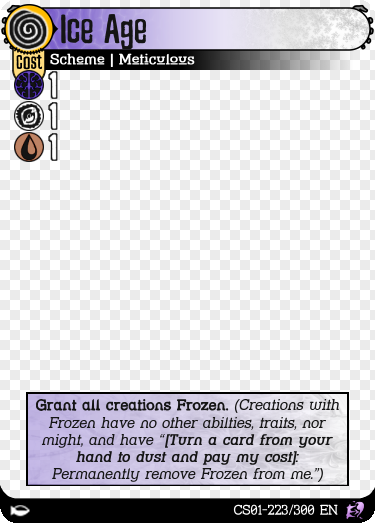 Ice Age
Cost
Scheme | Meticulous
1
1
1
Grant all creations Frozen. (Creations with
Frozen have no other abilties, traits, nor
might, and have “[Turn a card from your
hand to dust and pay my cost]:
Permanently remove Frozen from me.”)
CS01-223/300 EN